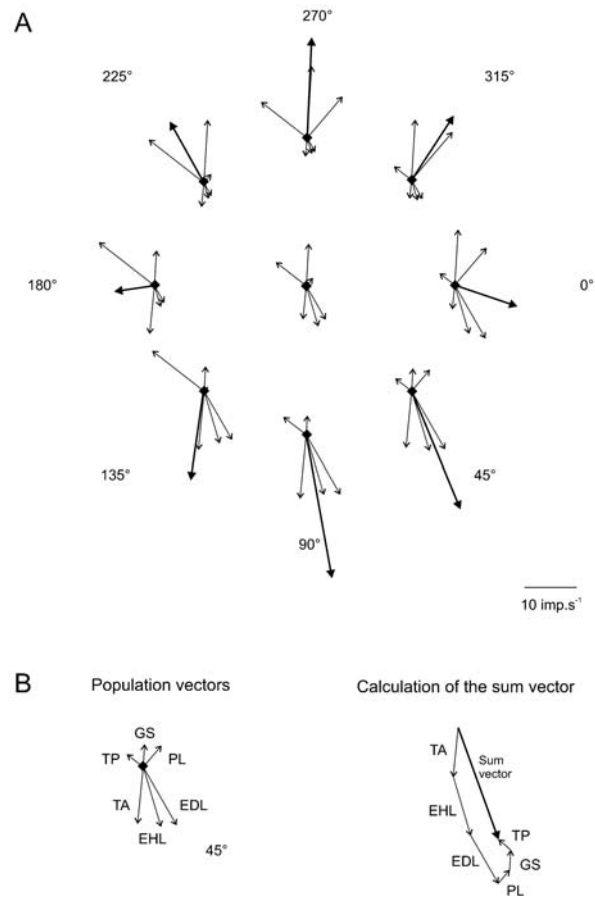 A
270°
225°
315°
180°
0°
135°
45°
90°
10 imp.s⁻¹
B
Population vectors
Calculation of the sum vector
GS
TP
PL
TA
EDL
EHL
45°
TA
Sum
vector
EHL
TP
EDL
GS
PL